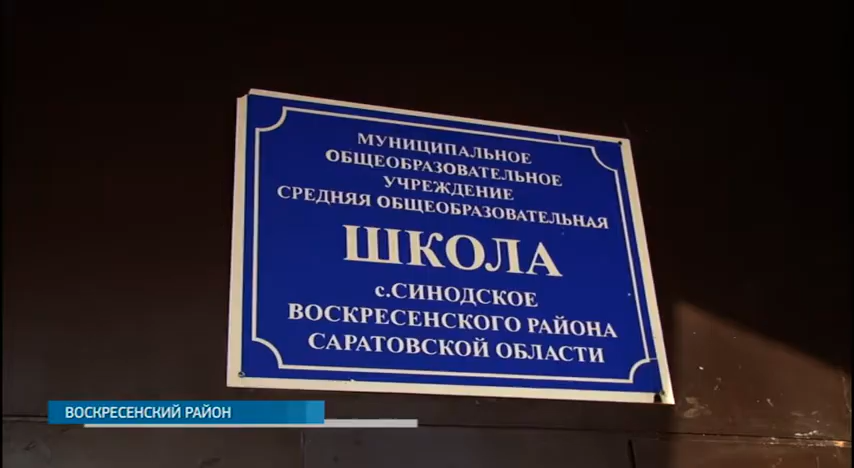 МУНИЦИПАЛЬНОЕ
ОБЩЕОБРАЗОВАТЕЛЬНОЕ
УЧРЕЖДЕНИЕ
СРЕДНЯЯ ОБЩЕОБРАЗОВАТЕЛЬНАЯ
ШКОЛА
с.СИНОДСКОЕ
ВОСКРЕСЕНСКОГО РАЙОНА
САРАТОВСКОЙ ОБЛАСТИ
ВОСКРЕСЕНСКИЙ РАЙОН